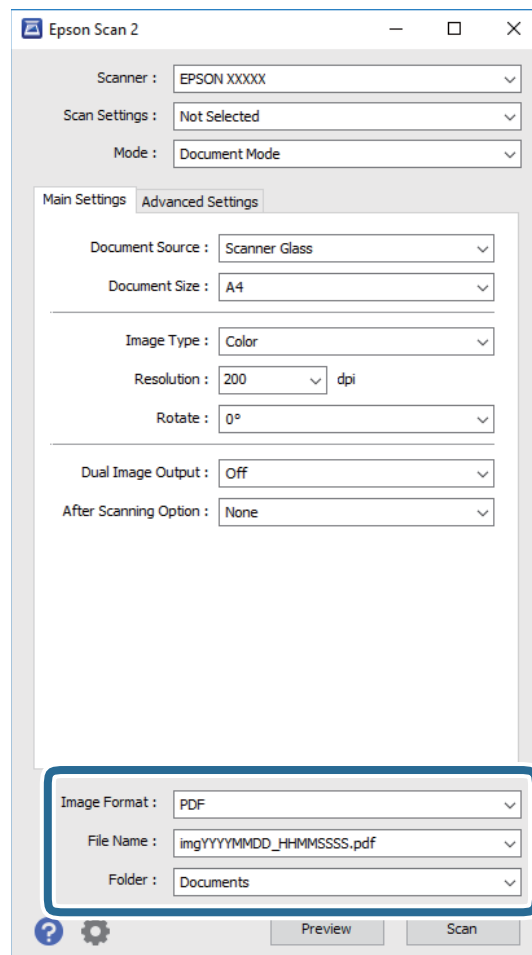 Epson Scan 2
Scanner : EPSON XXXXX
Scan Settings : Not Selected
Mode : Document Mode
Main Settings Advanced Settings
Document Source : Scanner Glass
Document Size : A4
Image Type : Color
Resolution : 200 dpi
Rotate : 0°
Dual Image Output : Off
After Scanning Option : None
Image Format : PDF
File Name : imgYYYYMMDD_HHMMSSSS.pdf
Folder : Documents
? Preview Scan